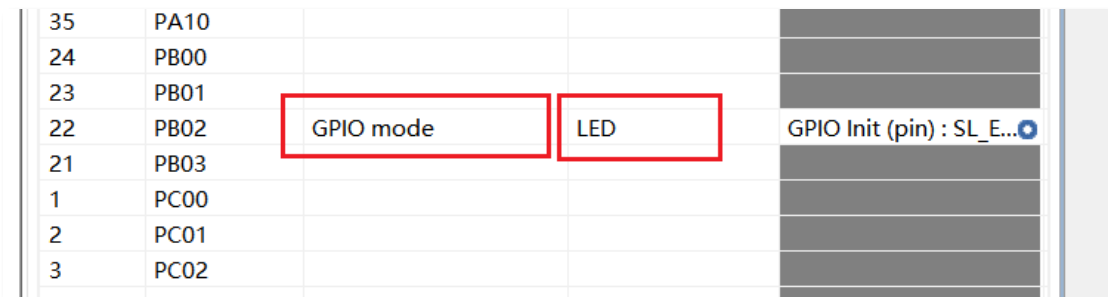 35 PA10
24 PB00
23 PB01
22 PB02 GPIO mode LED GPIO Init (pin) : SL_E...
21 PB03
1 PC00
2 PC01
3 PC02